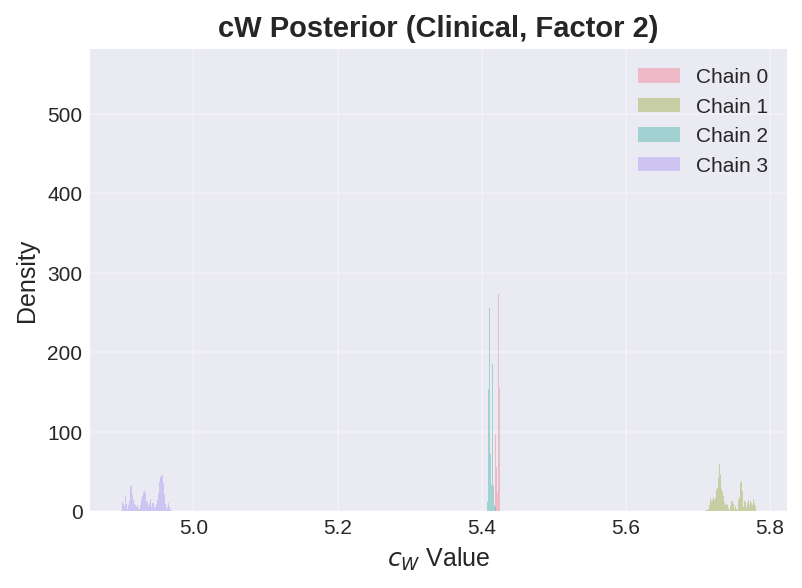 cW Posterior (Clinical, Factor 2)
Chain 0
Chain 1
Chain 2
Chain 3
500
400
300
200
100
0
Density
5.0 5.2 5.4 5.6 5.8
c_W Value